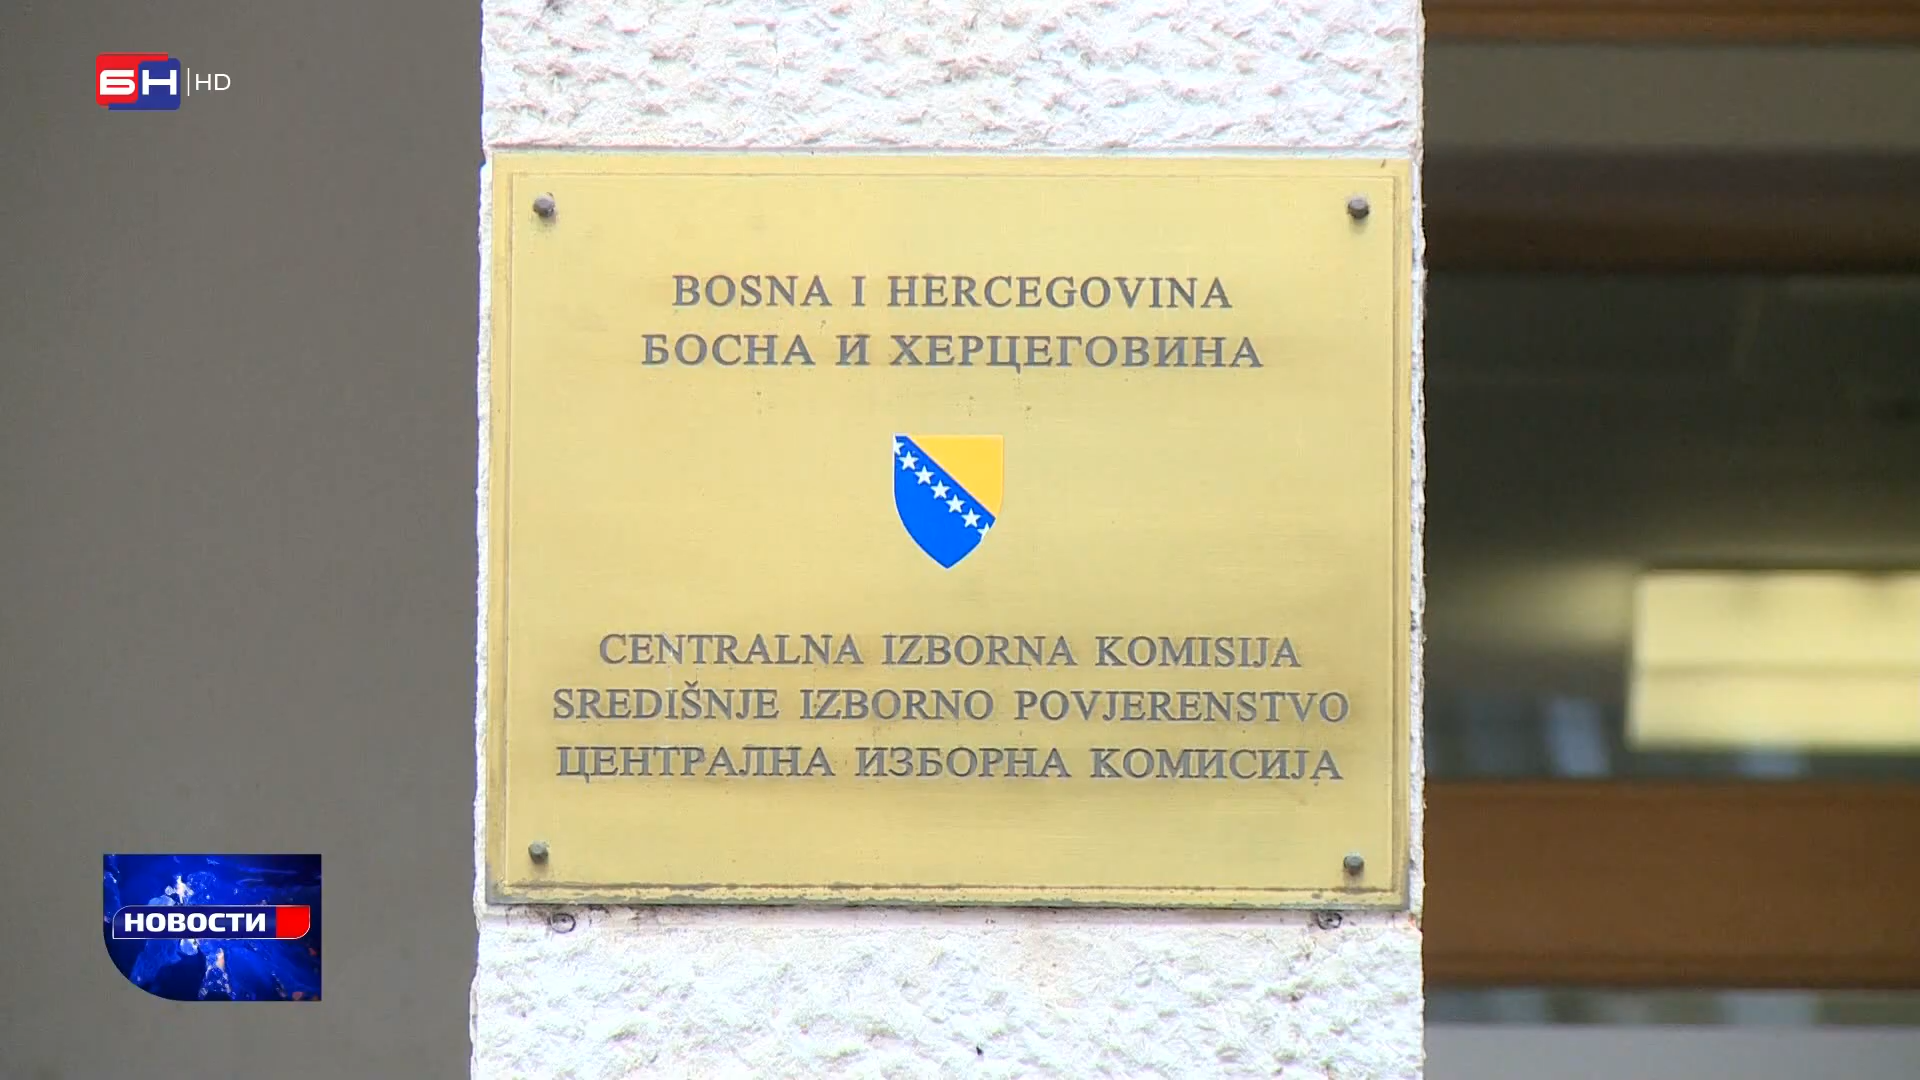 БН HD
BOSNA I HERCEGOVINA
БОСНА И ХЕРЦЕГОВИНА
CENTRALNA IZBORNA KOMISIJA
SREDIŠNJE IZBORNO POVJERENSTVO
ЦЕНТРАЛНА ИЗБОРНА КОМИСИЈА
НОВОСТИ